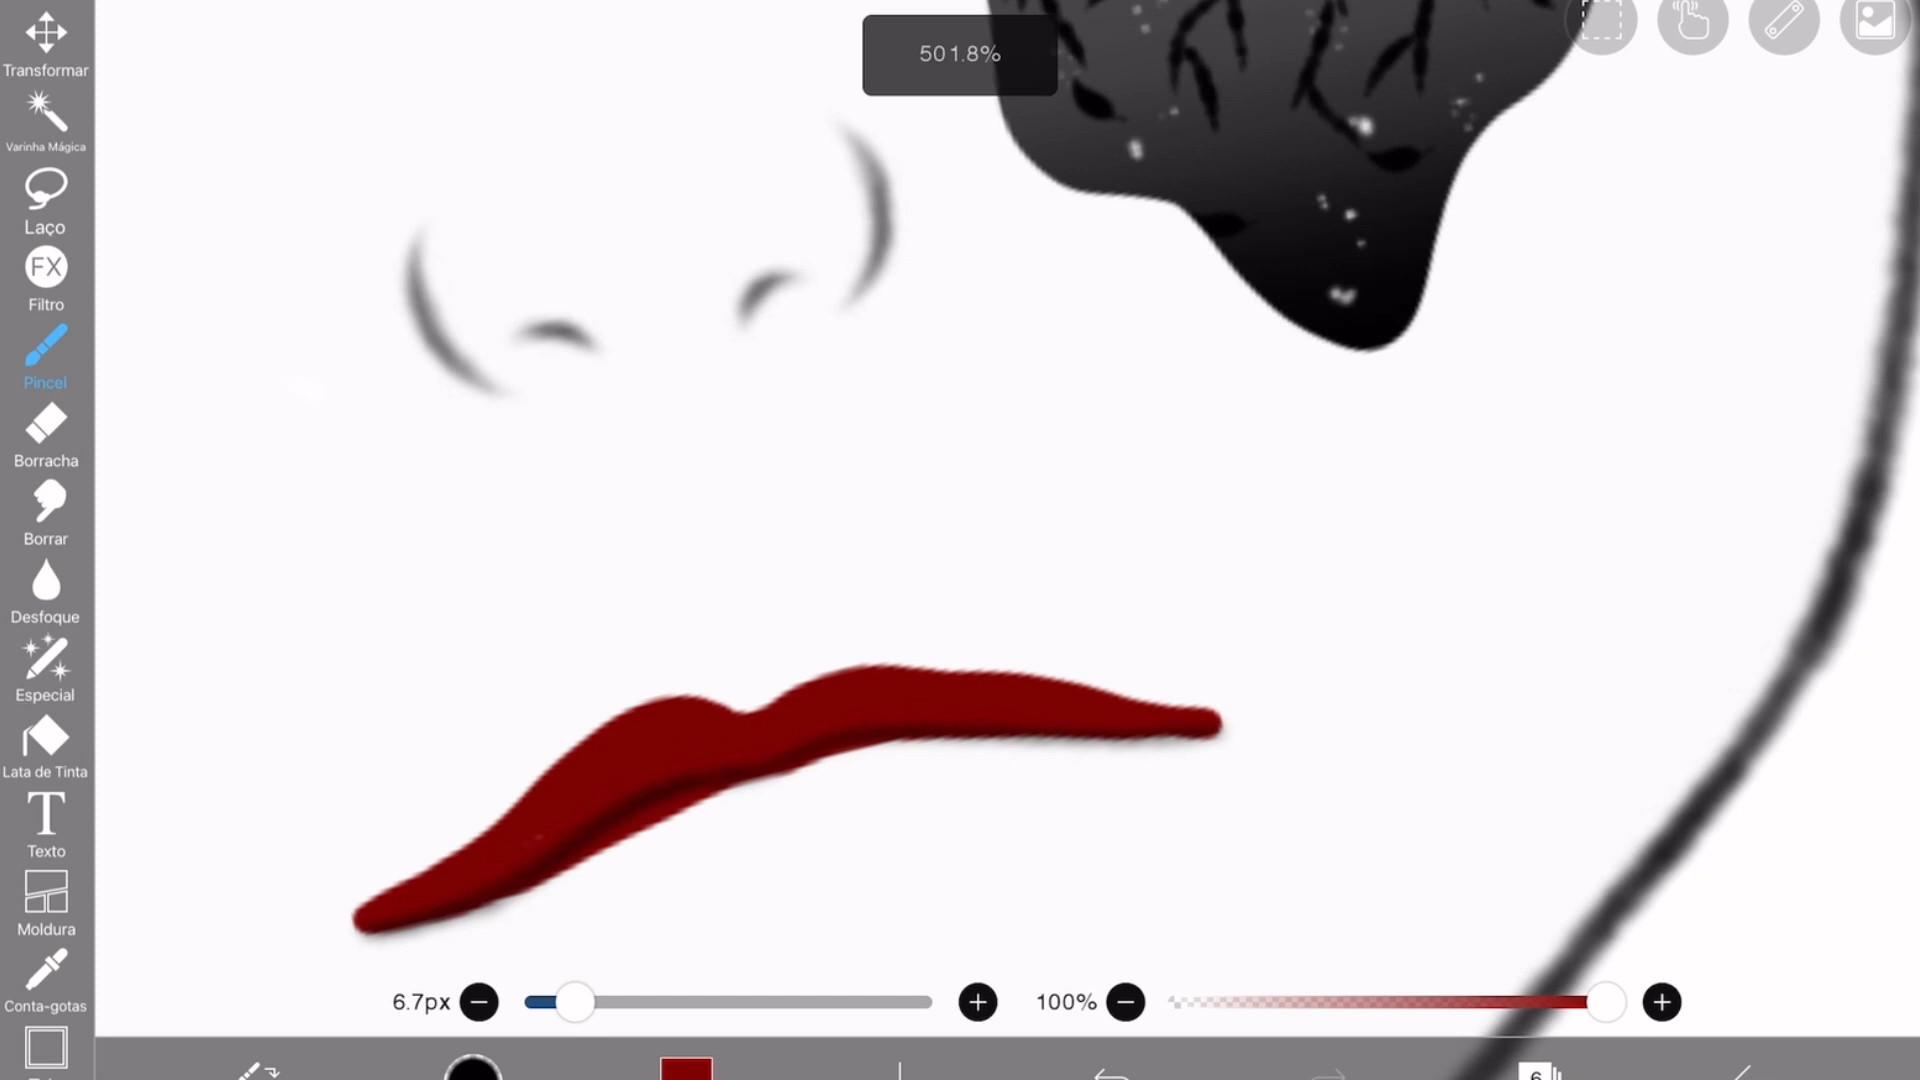 Transformar
Varinha Mágica
Laço
FX
Filtro
Pincel
Borracha
Borrar
Desfoque
Especial
Lata de Tinta
T
Texto
Moldura
Conta-gotas
501.8%
6.7px
100%
6